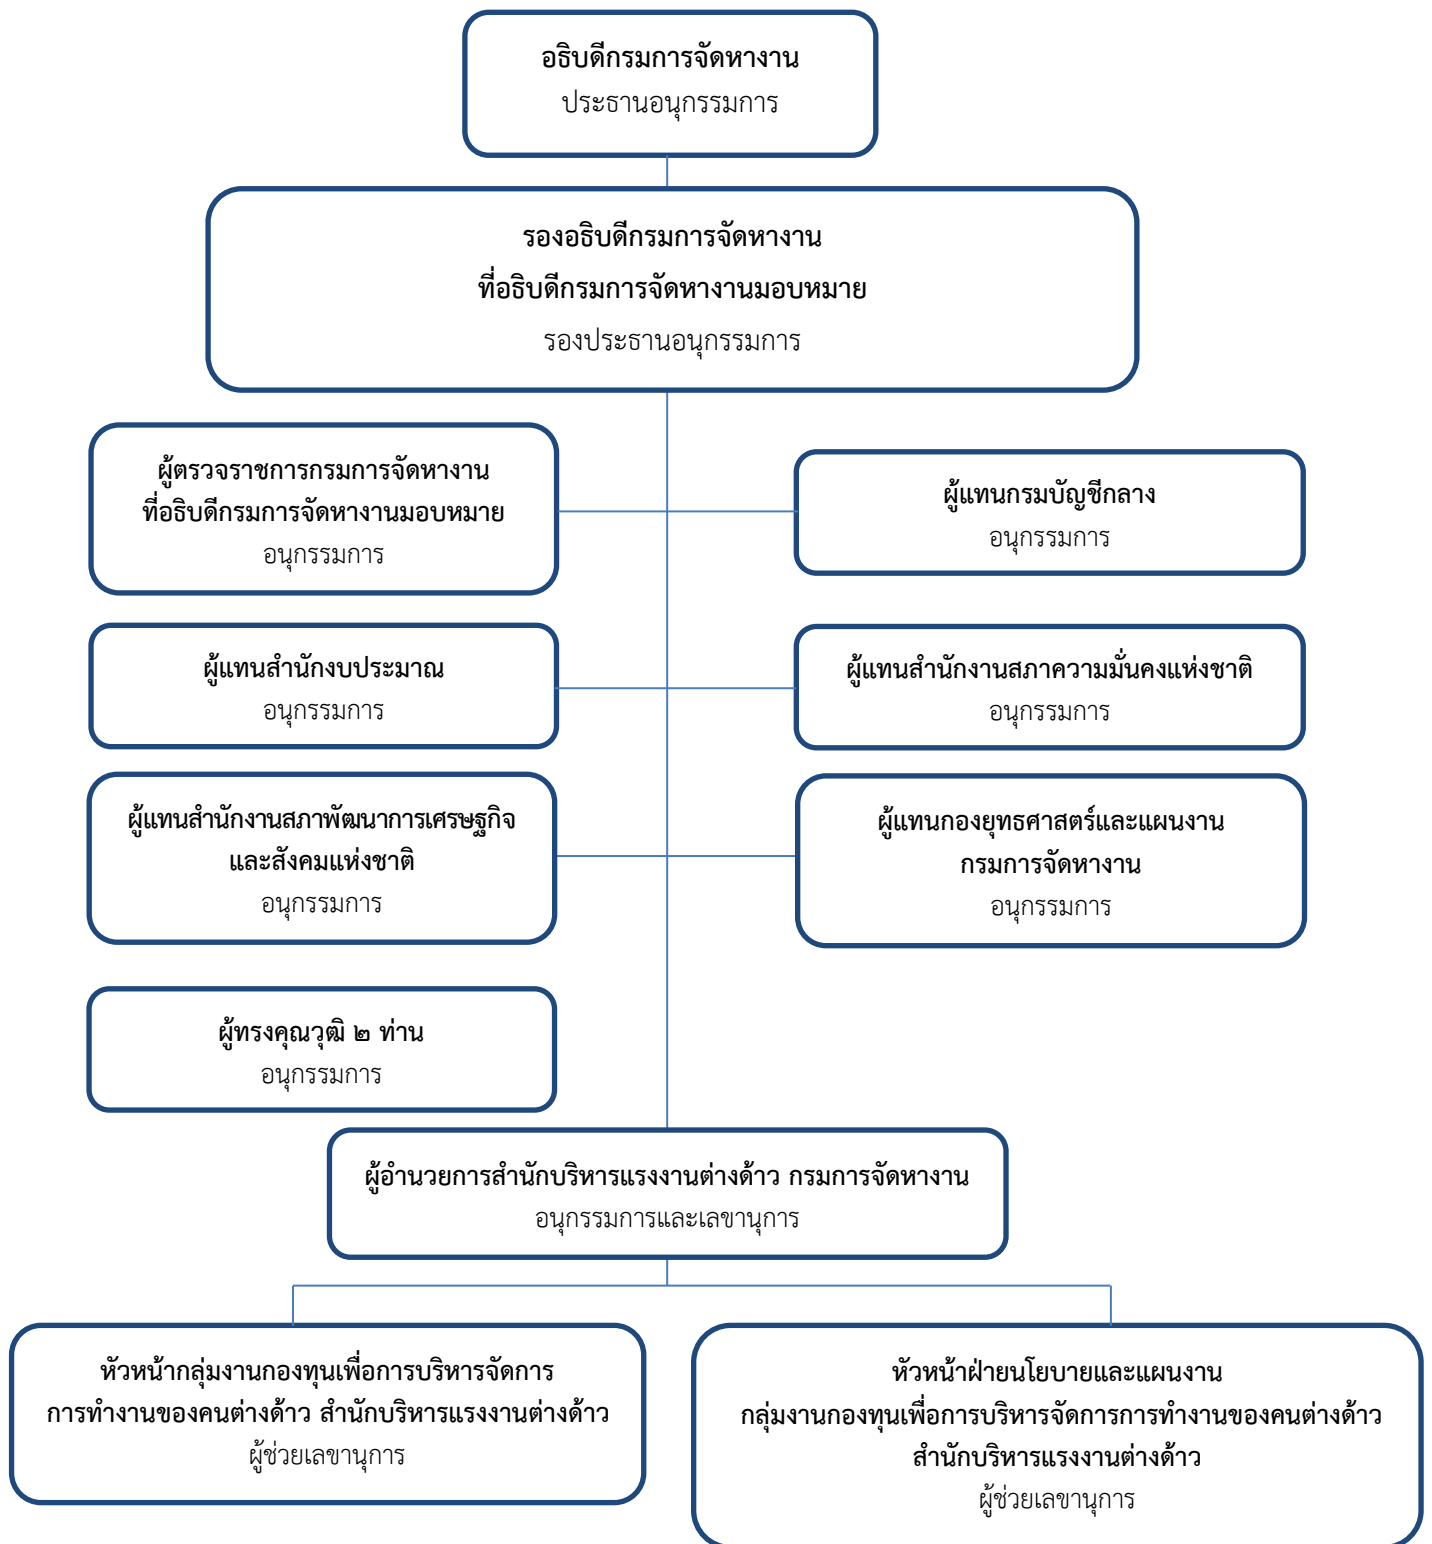 อธิบดีกรมการจัดหางาน
ประธานอนุกรรมการ
รองอธิบดีกรมการจัดหางาน
ที่อธิบดีกรมการจัดหางานมอบหมาย
รองประธานอนุกรรมการ
ผู้ตรวจราชการกรมการจัดหางาน
ที่อธิบดีกรมการจัดหางานมอบหมาย
อนุกรรมการ
ผู้แทนกรมบัญชีกลาง
อนุกรรมการ
ผู้แทนสำนักงบประมาณ
อนุกรรมการ
ผู้แทนสำนักงานสภาความมั่นคงแห่งชาติ
อนุกรรมการ
ผู้แทนสำนักงานสภาพัฒนาการเศรษฐกิจ
และสังคมแห่งชาติ
อนุกรรมการ
ผู้แทนกองยุทธศาสตร์และแผนงาน
กรมการจัดหางาน
อนุกรรมการ
ผู้ทรงคุณวุฒิ ๒ ท่าน
อนุกรรมการ
ผู้อำนวยการสำนักบริหารแรงงานต่างด้าว กรมการจัดหางาน
อนุกรรมการและเลขานุการ
หัวหน้ากลุ่มงานกองทุนเพื่อการบริหารจัดการ
การทำงานของคนต่างด้าว สำนักบริหารแรงงานต่างด้าว
ผู้ช่วยเลขานุการ
หัวหน้าฝ่ายนโยบายและแผนงาน
กลุ่มงานกองทุนเพื่อการบริหารจัดการการทำงานของคนต่างด้าว
สำนักบริหารแรงงานต่างด้าว
ผู้ช่วยเลขานุการ